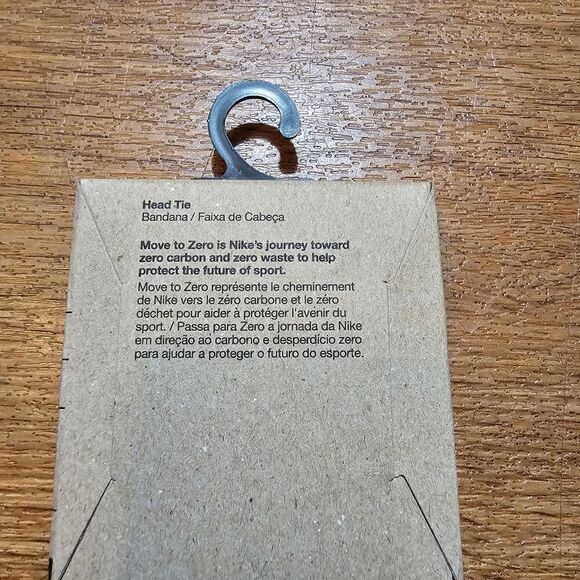 Head Tie
Bandana / Faixa de Cabeça
Move to Zero is Nike's journey toward
zero carbon and zero waste to help
protect the future of sport.
Move to Zero représente le cheminement
de Nike vers le zéro carbone et le zéro
déchet pour aider à protéger l'avenir du
sport. / Passa para Zero a jornada da Nike
em direção ao carbono e desperdício zero
para ajudar a proteger o futuro do esporte.